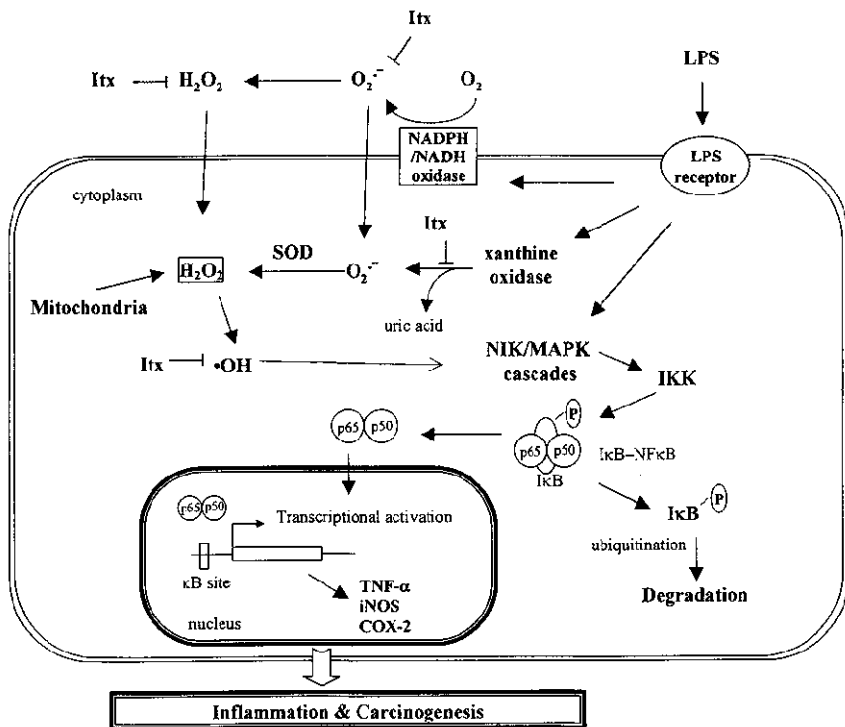 Itx
LPS
Itx
H₂O₂
O₂•−
O₂
NADPH
/NADH
oxidase
LPS
receptor
cytoplasm
Itx
SOD
H₂O₂
O₂•−
xanthine
oxidase
Mitochondria
uric acid
Itx
•OH
NIK/MAPK
cascades
IKK
P
p65 p50
p65 p50
IκB
IκB–NFκB
IκB
P
p65 p50
Transcriptional activation
ubiquitination
κB site
TNF-α
iNOS
COX-2
Degradation
nucleus
Inflammation & Carcinogenesis